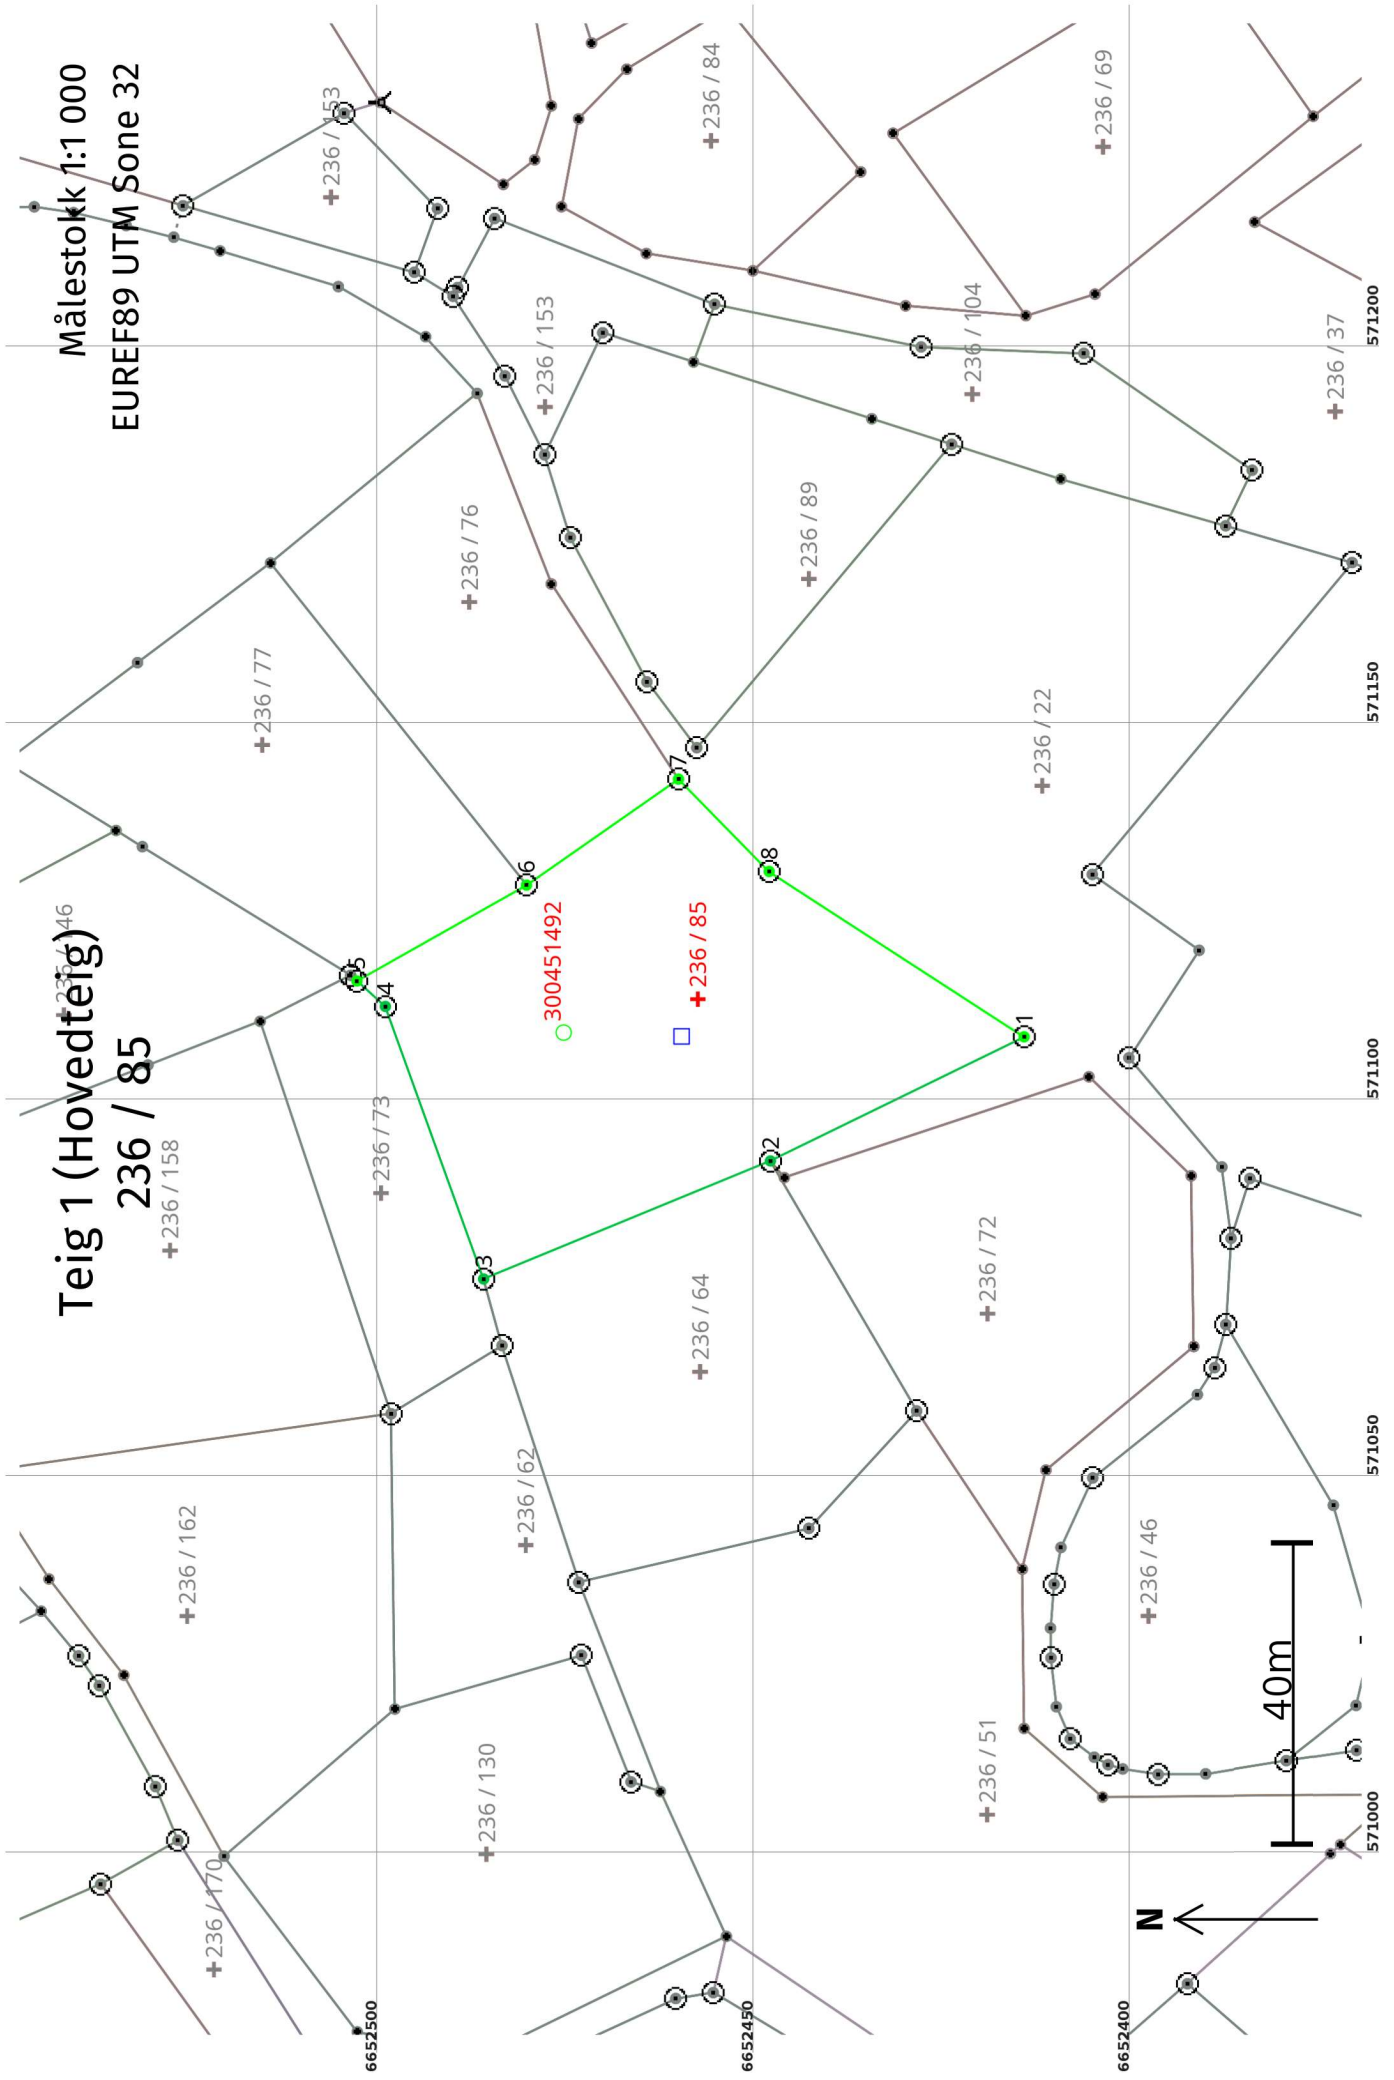 Målestokk 1:1 000
EUREF89 UTM Sone 32
Teig 1 (Hovedteig)
236 / 85
+236 / 146
+236 / 158
+236 / 162
+236 / 170
+236 / 77
+236 / 153
+236 / 73
+236 / 76
+236 / 130
+236 / 62
+236 / 153
300451492
+236 / 85
+236 / 64
+236 / 84
+236 / 89
+236 / 104
+236 / 72
+236 / 51
+236 / 22
+236 / 69
+236 / 46
+236 / 37
A
1
2
3
4
5
6
7
8
N
40m
6652500
6652450
6652400
571000
571050
571100
571150
571200